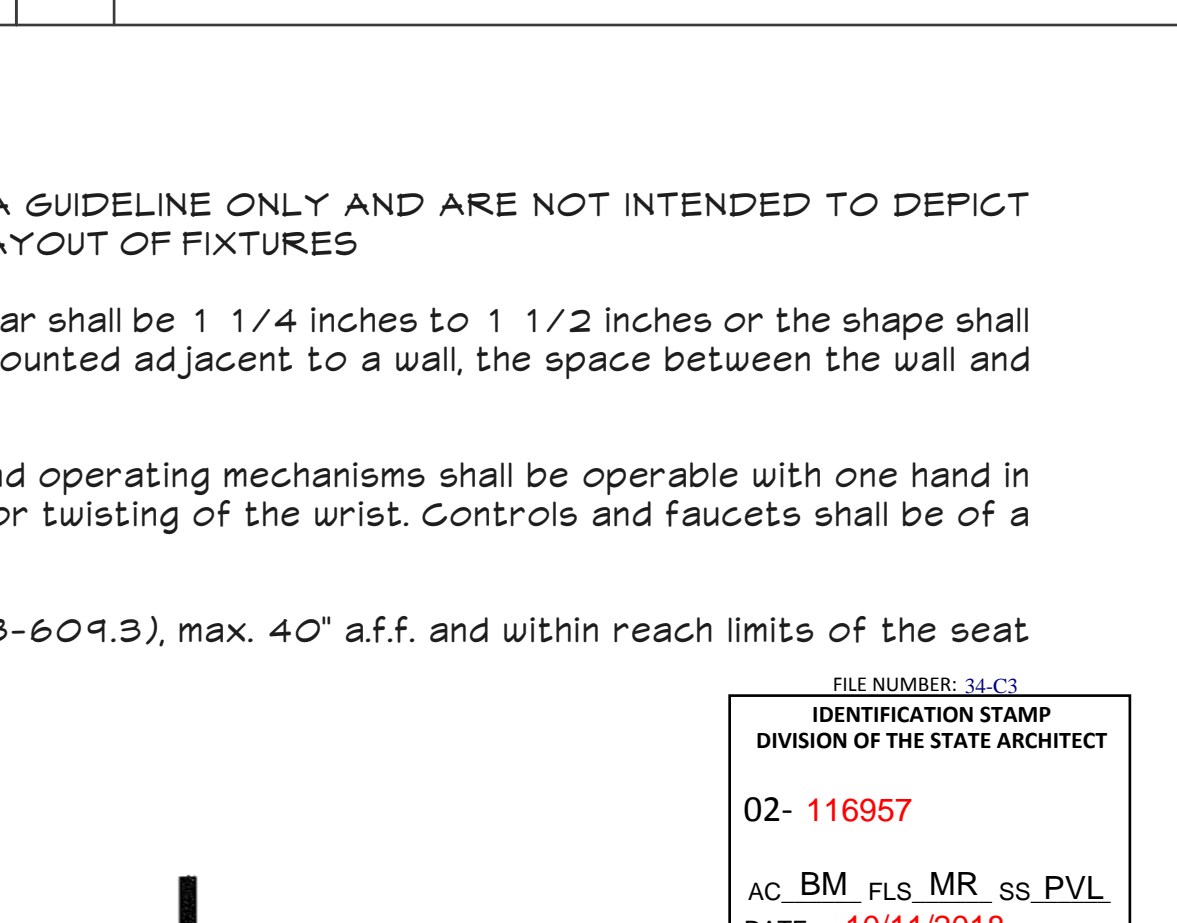 A GUIDELINE ONLY AND ARE NOT INTENDED TO DEPICT
AYOUT OF FIXTURES
ar shall be 1 1/4 inches to 1 1/2 inches or the shape shall
ounted adjacent to a wall, the space between the wall and
nd operating mechanisms shall be operable with one hand in
or twisting of the wrist. Controls and faucets shall be of a
B-609.3), max. 40" a.f.f. and within reach limits of the seat
FILE NUMBER: 34-C3
IDENTIFICATION STAMP
DIVISION OF THE STATE ARCHITECT
02- 116957
AC BM FLS MR SS PVL
DATE 10/11/2018